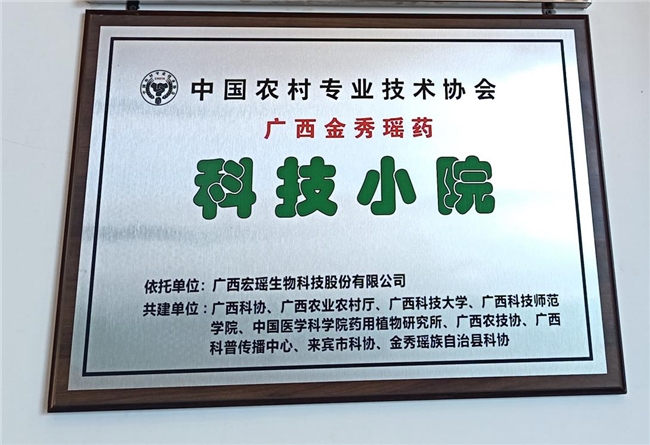 中国农村专业技术协会
广西金秀瑶药
科技小院
依托单位：广西宏瑶生物科技股份有限公司
共建单位：广西科协、广西农业农村厅、广西科技大学、广西科技师范
学院、中国医学科学院药用植物研究所、广西农技协、广西
科普传播中心、来宾市科协、金秀瑶族自治县科协